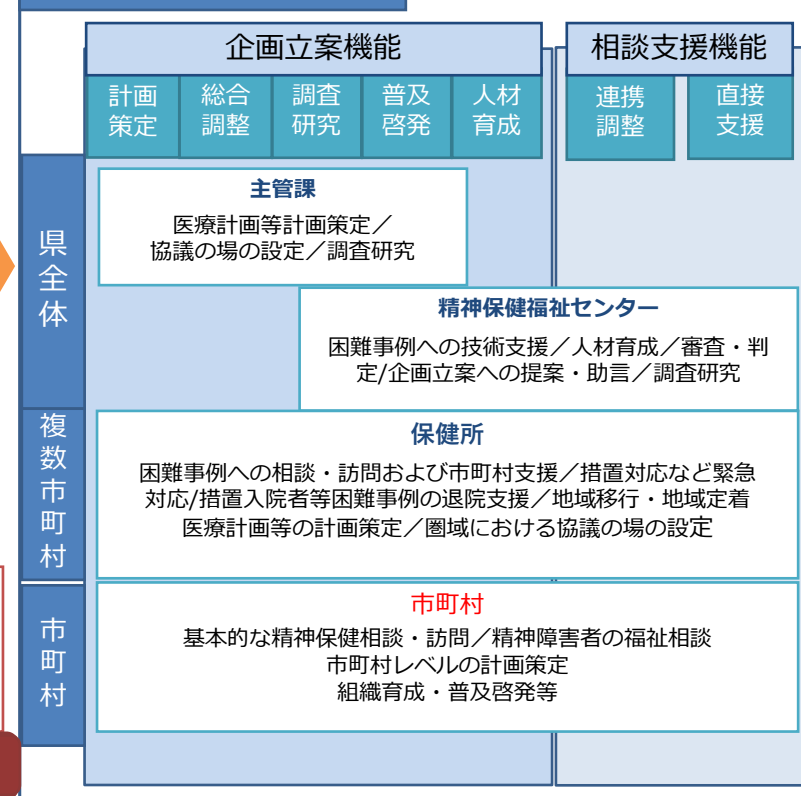 企画立案機能
相談支援機能
計画
策定
総合
調整
調査
研究
普及
啓発
人材
育成
連携
調整
直接
支援
県全体
主管課
医療計画等計画策定／
協議の場の設定／調査研究
精神保健福祉センター
困難事例への技術支援／人材育成／審査・判
定/企画立案への提案・助言／調査研究
複数市町村
保健所
困難事例への相談・訪問および市町村支援／措置対応など緊急
対応/措置入院者等困難事例の退院支援／地域移行・地域定着
医療計画等の計画策定／圏域における協議の場の設定
市町村
市町村
基本的な精神保健相談・訪問／精神障害者の福祉相談
市町村レベルの計画策定
組織育成・普及啓発等